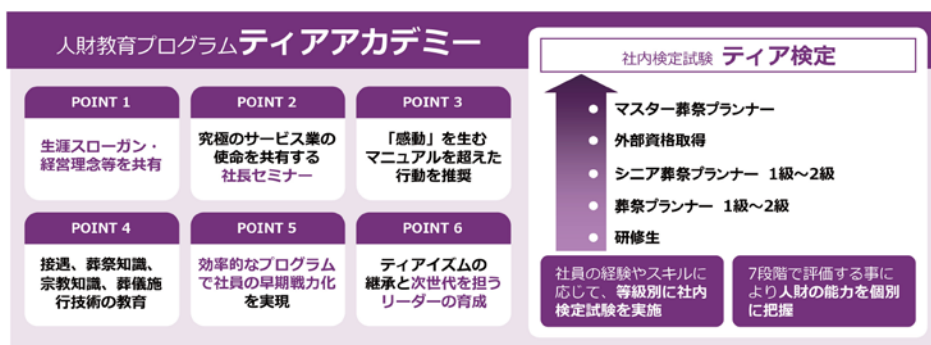 人財教育プログラムティアアカデミー
POINT 1
生涯スローガン・
経営理念等を共有
POINT 2
究極のサービス業の
使命を共有する
社長セミナー
POINT 3
「感動」を生む
マニュアルを超えた
行動を推奨
POINT 4
接遇、葬祭知識、
宗教知識、葬儀施
行技術の教育
POINT 5
効率的なプログラム
で社員の早期戦力化
を実現
POINT 6
ティアイズムの
継承と次世代を担う
リーダーの育成
社内検定試験 ティア検定
マスター葬祭プランナー
外部資格取得
シニア葬祭プランナー 1級～2級
葬祭プランナー 1級～2級
研修生
社員の経験やスキルに
応じて、等級別に社内
検定試験を実施
7段階で評価する事に
より人財の能力を個別
に把握